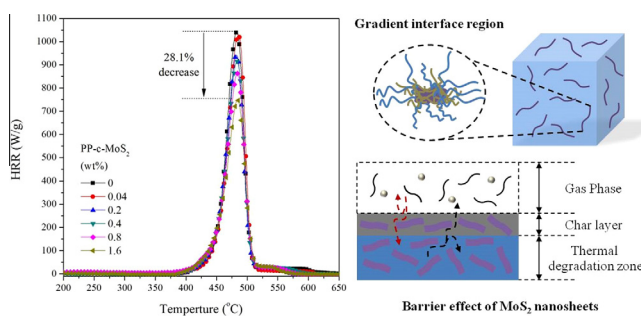 1100
1000
900
800
700
600
500
400
300
200
100
0
HRR (W/g)
28.1%
decrease
PP-c-MoS2
(wt%)
0
0,04
0.2
0.4
0.8
1.6
200 250 300 350 400 450 500 550 600 650
Temperture (°C)
Gradient interface region
Gas Phase
Char layer
Thermal
degradation zone
Barrier effect of MoS2 nanosheets